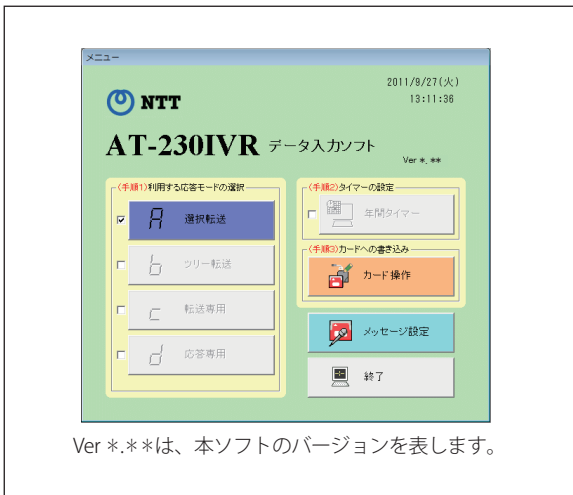 メニュー
2011/9/27(火)
13:11:36
NTT
AT-230IVR データ入力ソフト
Ver *.**
(手順1)利用する応答モードの選択
A 選択転送
b ツリー転送
c 転送専用
d 応答専用
(手順2)タイマーの設定
年間タイマー
(手順3)カードへの書き込み
カード操作
メッセージ設定
終了
Ver *.**は、本ソフトのバージョンを表します。